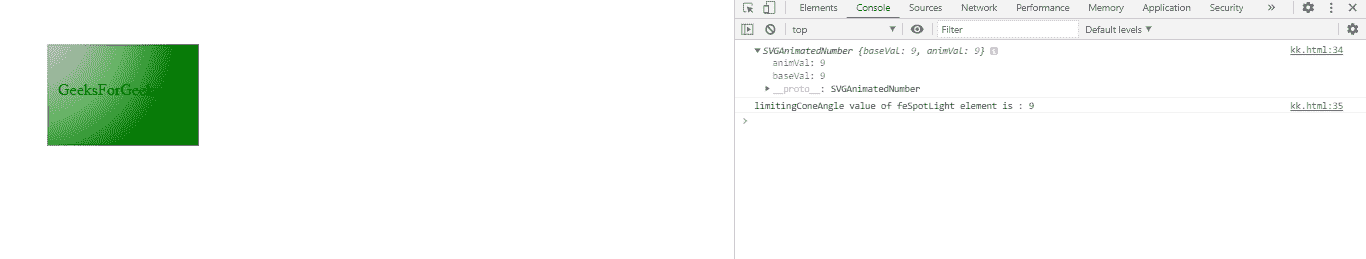 Elements Console Sources Network Performance Memory Application Security »
top ▼ Filter Default levels ▼
GeeksForGeek
▼ SVGAnimatedNumber {baseVal: 9, animVal: 9} i kk.html:34
animVal: 9
baseVal: 9
▶ __proto__: SVGAnimatedNumber
limitingConeAngle value of feSpotLight element is : 9 kk.html:35
>